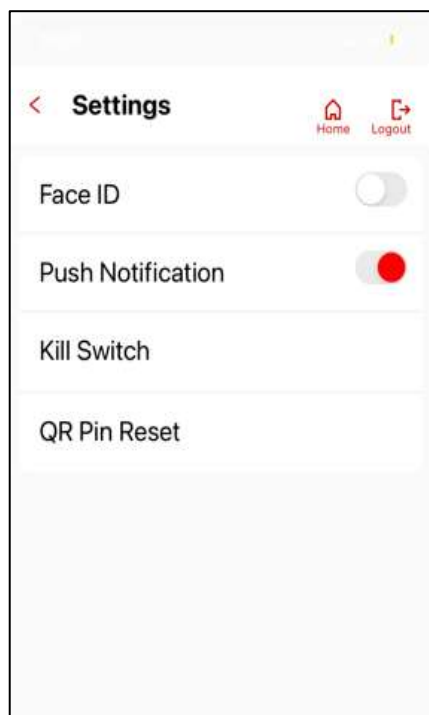 Settings
Home Logout
Face ID
Push Notification
Kill Switch
QR Pin Reset